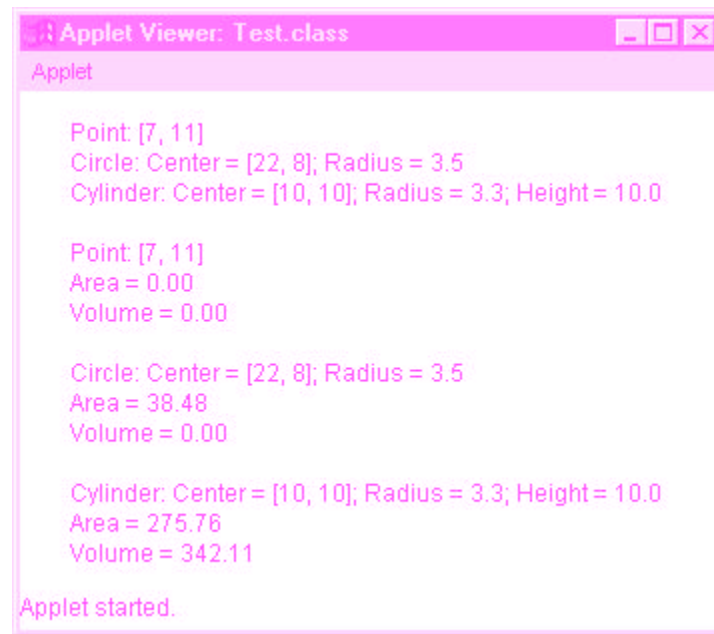 Applet Viewer: Test.class
Applet
Point: [7, 11]
Circle: Center = [22, 8]; Radius = 3.5
Cylinder: Center = [10, 10]; Radius = 3.3; Height = 10.0
Point: [7, 11]
Area = 0.00
Volume = 0.00
Circle: Center = [22, 8]; Radius = 3.5
Area = 38.48
Volume = 0.00
Cylinder: Center = [10, 10]; Radius = 3.3; Height = 10.0
Area = 275.76
Volume = 342.11
Applet started.